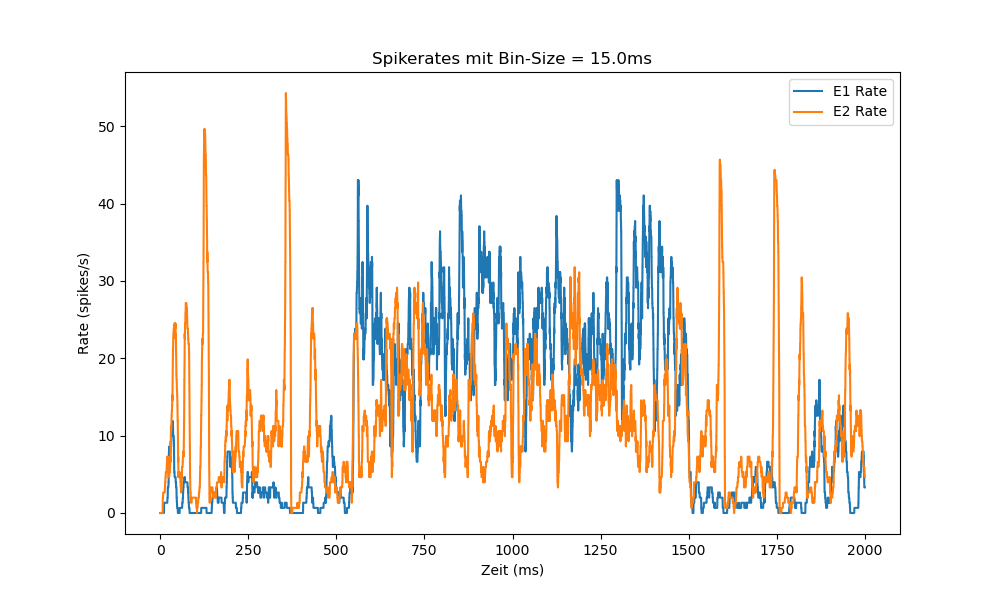 Spikerates mit Bin-Size = 15.0ms
E1 Rate
E2 Rate
Rate (spikes/s)
50
40
30
20
10
0
0 250 500 750 1000 1250 1500 1750 2000
Zeit (ms)